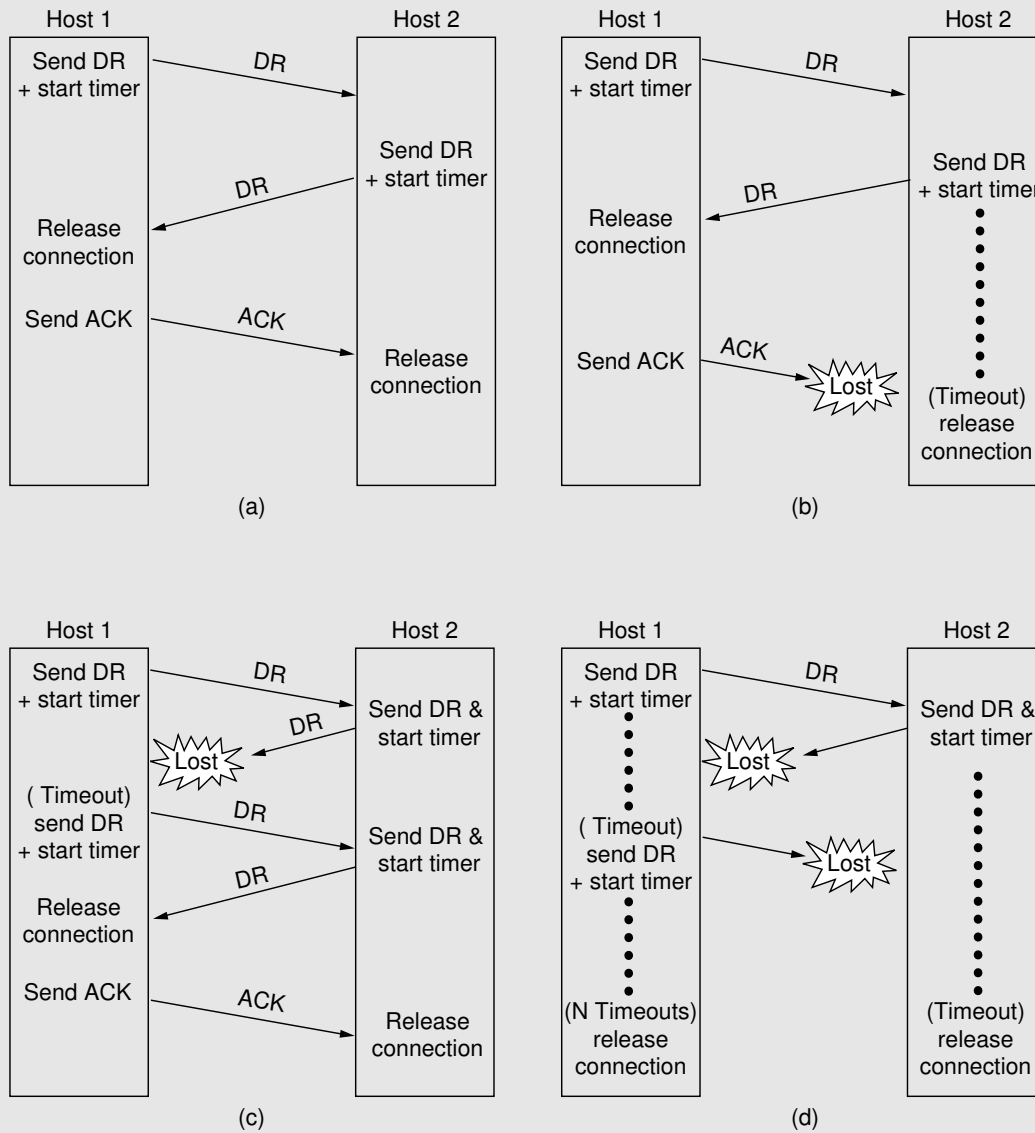 Host 1
Host 2
Send DR
+ start timer
DR
Send DR
+ start timer
DR
Release
connection
Send ACK
ACK
Release
connection
(a)
Host 1
Host 2
Send DR
+ start timer
DR
Send DR
+ start timer
DR
Release
connection
Send ACK
ACK
Lost
(Timeout)
release
connection
(b)
Host 1
Host 2
Send DR
+ start timer
DR
Send DR &
start timer
DR
Lost
( Timeout)
send DR
+ start timer
DR
Send DR &
start timer
DR
Release
connection
Send ACK
ACK
Release
connection
(c)
Host 1
Host 2
Send DR
+ start timer
DR
Send DR &
start timer
Lost
( Timeout)
send DR
+ start timer
Lost
(N Timeouts)
release
connection
(Timeout)
release
connection
(d)